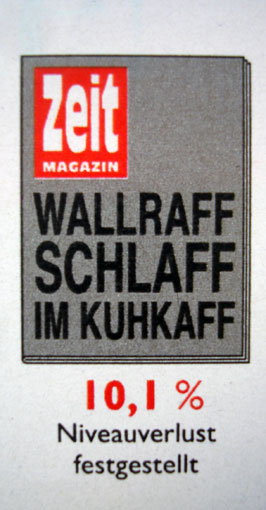 Zeit
MAGAZIN
WALLRAFF
SCHLAFF
IM KUHKAFF
10,1 %
Niveauverlust
festgestellt